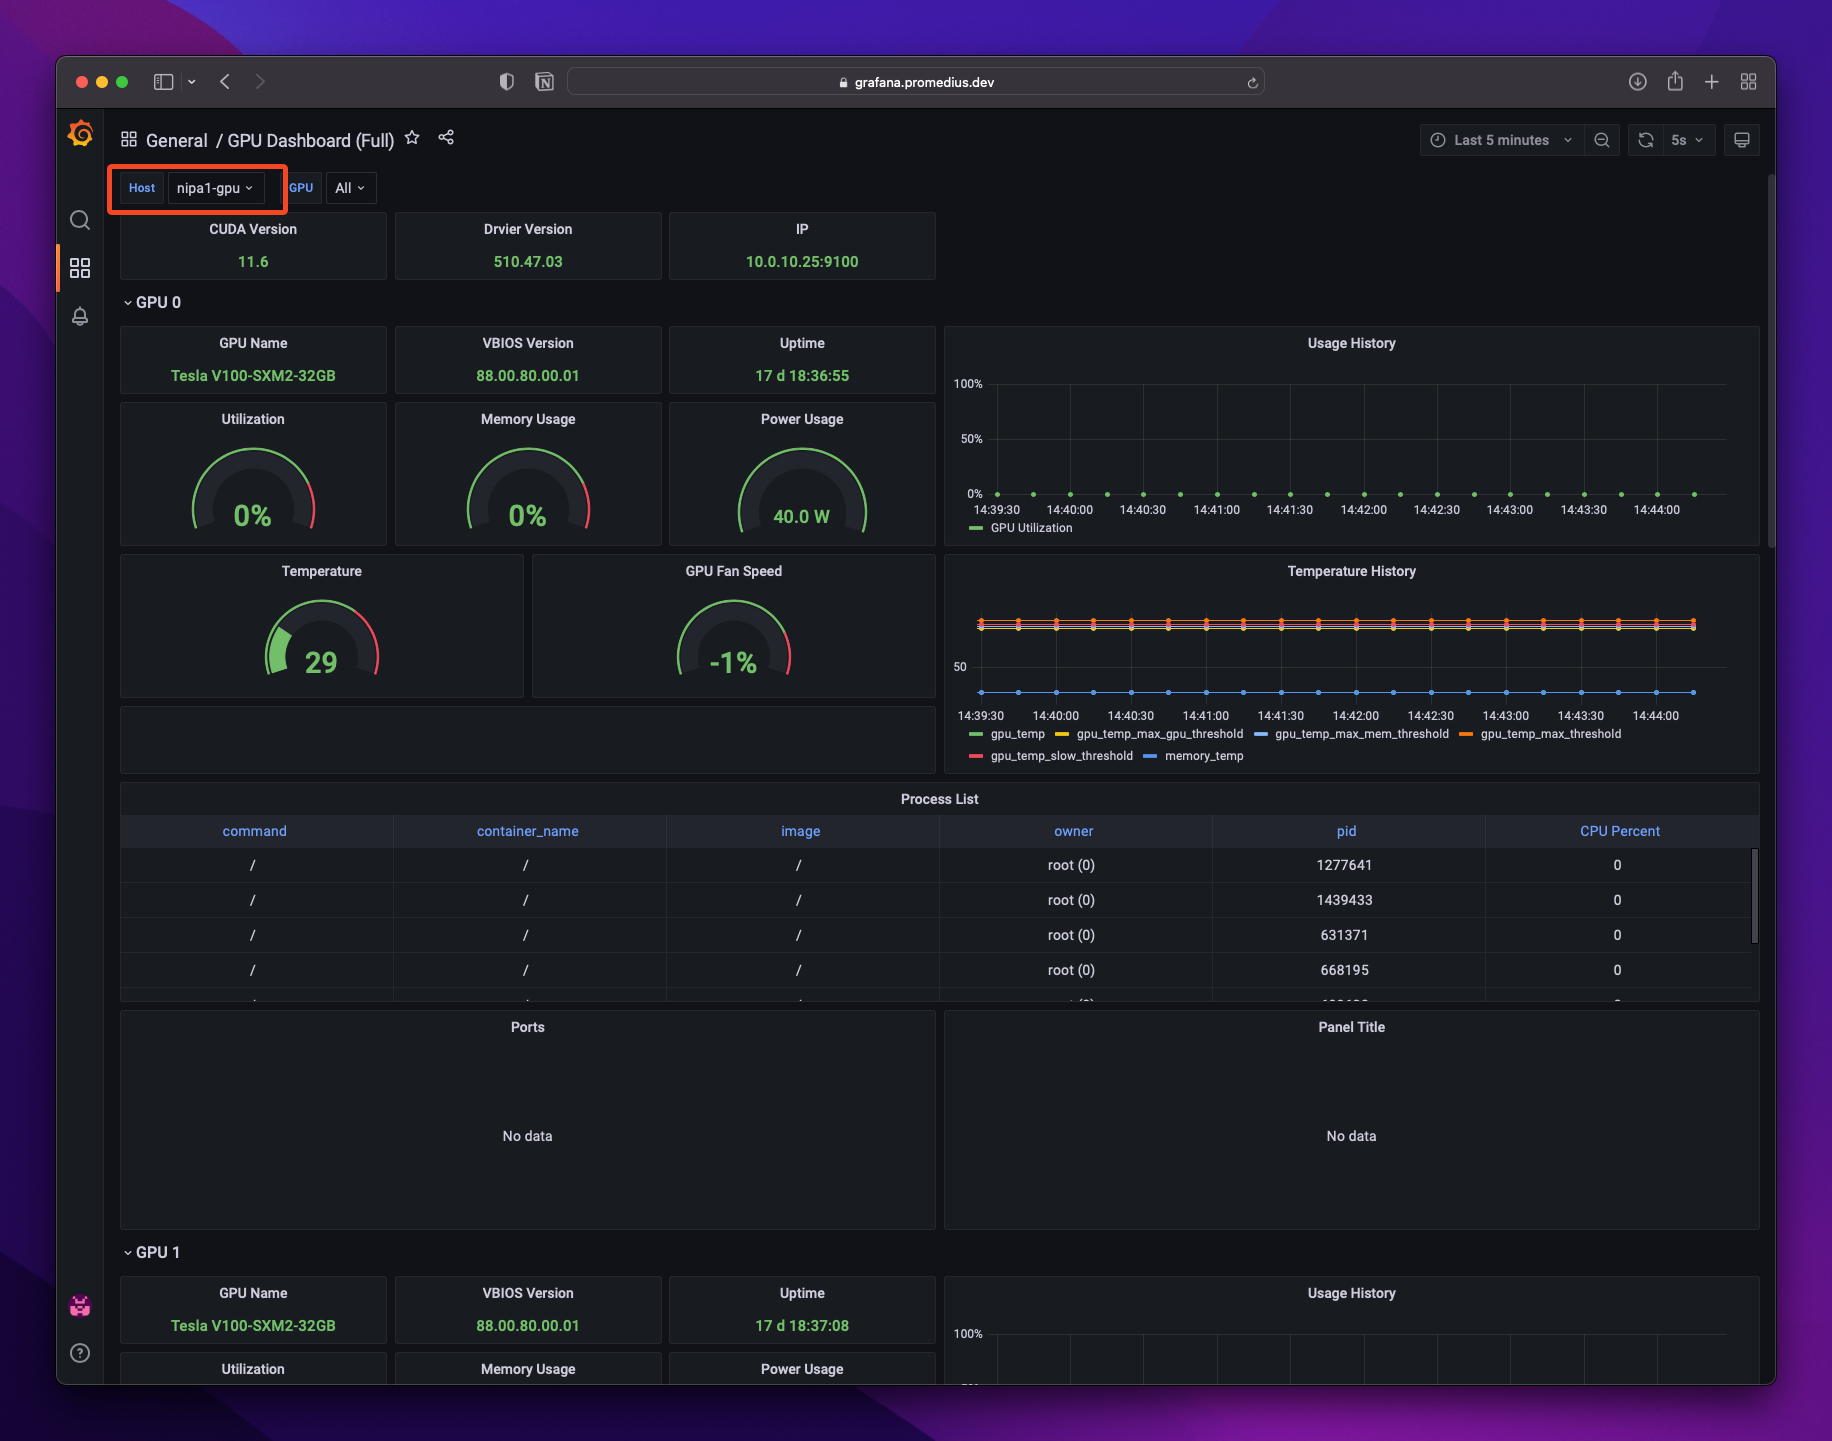 grafana.promedius.dev
General / GPU Dashboard (Full)
Last 5 minutes
5s
Host
nipa1-gpu
GPU
All
CUDA Version
11.6
Drvier Version
510.47.03
IP
10.0.10.25:9100
GPU 0
GPU Name
Tesla V100-SXM2-32GB
VBIOS Version
88.00.80.00.01
Uptime
17 d 18:36:55
Usage History
100%
50%
0%
14:39:30 14:40:00 14:40:30 14:41:00 14:41:30 14:42:00 14:42:30 14:43:00 14:43:30 14:44:00
GPU Utilization
Utilization
0%
Memory Usage
0%
Power Usage
40.0 W
Temperature
29
GPU Fan Speed
-1%
Temperature History
50
14:39:30 14:40:00 14:40:30 14:41:00 14:41:30 14:42:00 14:42:30 14:43:00 14:43:30 14:44:00
gpu_temp gpu_temp_max_gpu_threshold gpu_temp_max_mem_threshold gpu_temp_max_threshold
gpu_temp_slow_threshold memory_temp
Process List
command container_name image owner pid CPU Percent
/ / / root (0) 1277641 0
/ / / root (0) 1439433 0
/ / / root (0) 631371 0
/ / / root (0) 668195 0
Ports
No data
Panel Title
No data
GPU 1
GPU Name
Tesla V100-SXM2-32GB
VBIOS Version
88.00.80.00.01
Uptime
17 d 18:37:08
Usage History
100%
Utilization
Memory Usage
Power Usage